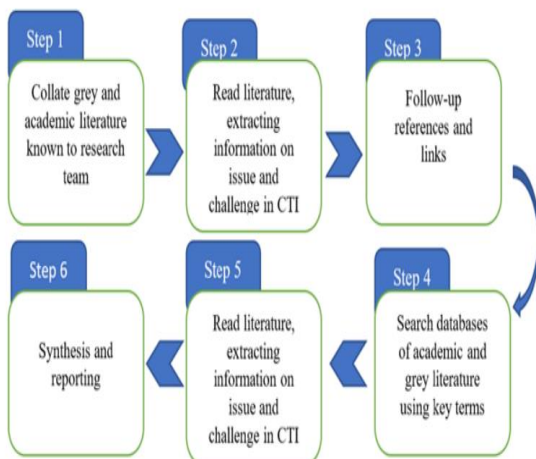 Step 1
Collate grey and
academic literature
known to research
team
Step 2
Read literature,
extracting
information on
issue and
challenge in CTI
Step 3
Follow-up
references and
links
Step 4
Search databases
of academic and
grey literature
using key terms
Step 5
Read literature,
extracting
information on
issue and
challenge in CTI
Step 6
Synthesis and
reporting